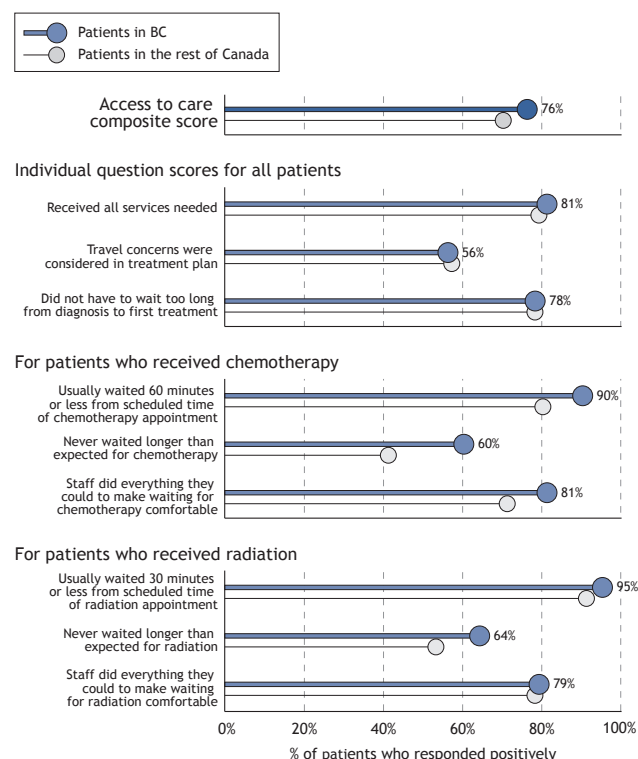 Patients in BC
Patients in the rest of Canada
Access to care
composite score
76%
Individual question scores for all patients
Received all services needed
81%
Travel concerns were
considered in treatment plan
56%
Did not have to wait too long
from diagnosis to first treatment
78%
For patients who received chemotherapy
Usually waited 60 minutes
or less from scheduled time
of chemotherapy appointment
90%
Never waited longer than
expected for chemotherapy
60%
Staff did everything they
could to make waiting for
chemotherapy comfortable
81%
For patients who received radiation
Usually waited 30 minutes
or less from scheduled time
of radiation appointment
95%
Never waited longer than
expected for radiation
64%
Staff did everything they
could to make waiting
for radiation comfortable
79%
0% 20% 40% 60% 80% 100%
% of patients who responded positively